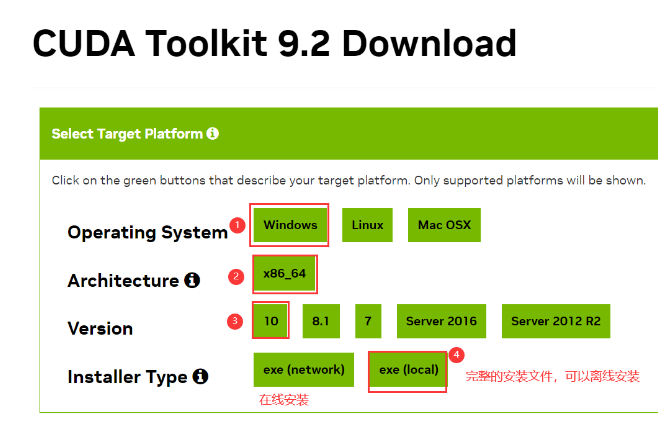 CUDA Toolkit 9.2 Download
Select Target Platform
Click on the green buttons that describe your target platform. Only supported platforms will be shown.
Operating System 1 Windows Linux Mac OSX
Architecture 2 x86_64
Version 3 10 8.1 7 Server 2016 Server 2012 R2
Installer Type exe (network) exe (local) 4 完整的安装文件，可以离线安装
在线安装